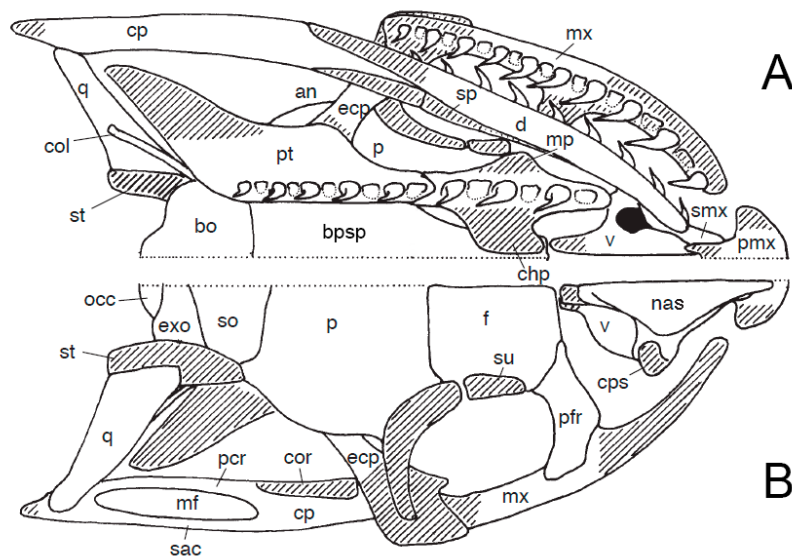 cp
mx
A
q
an
ecp
sp
d
mp
col
pt
p
st
bo
bpsp
v
smx
pmx
chp
occ
exo
so
p
f
v
nas
st
su
cps
q
pfr
pcr
cor
ecp
mf
cp
mx
B
sac